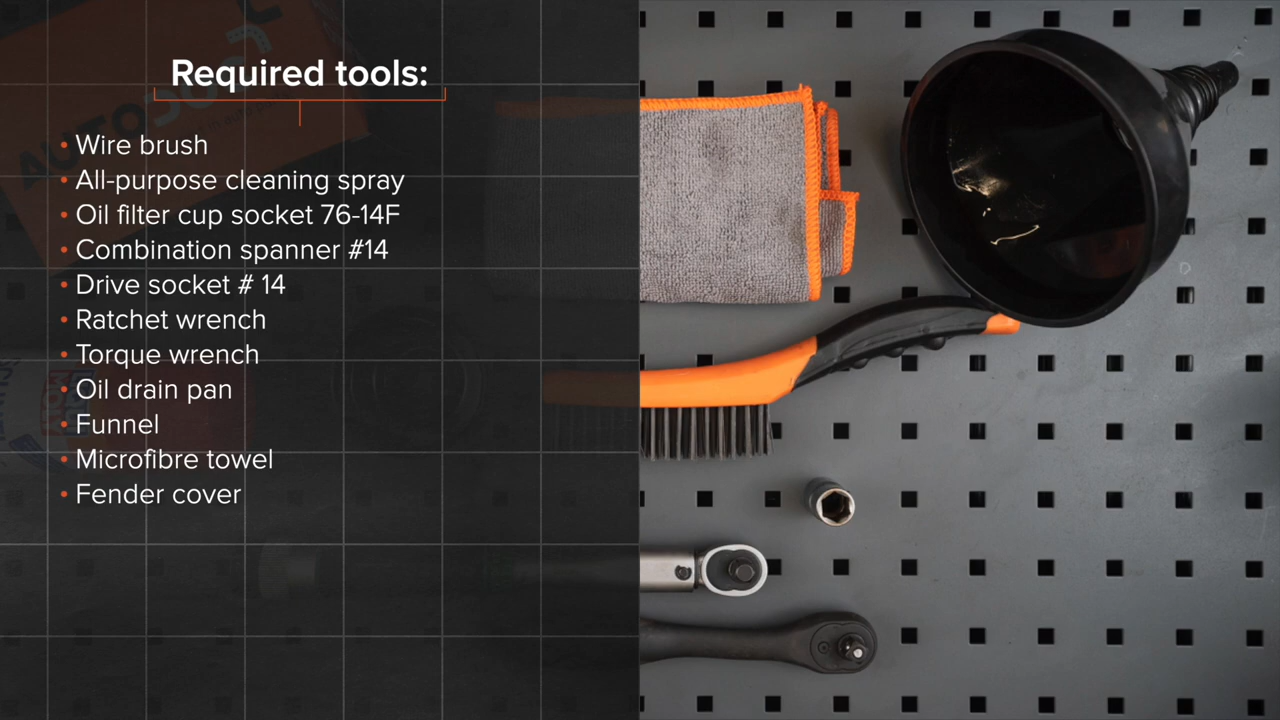 Required tools:
• Wire brush
• All-purpose cleaning spray
• Oil filter cup socket 76-14F
• Combination spanner #14
• Drive socket # 14
• Ratchet wrench
• Torque wrench
• Oil drain pan
• Funnel
• Microfibre towel
• Fender cover
AUTODOC